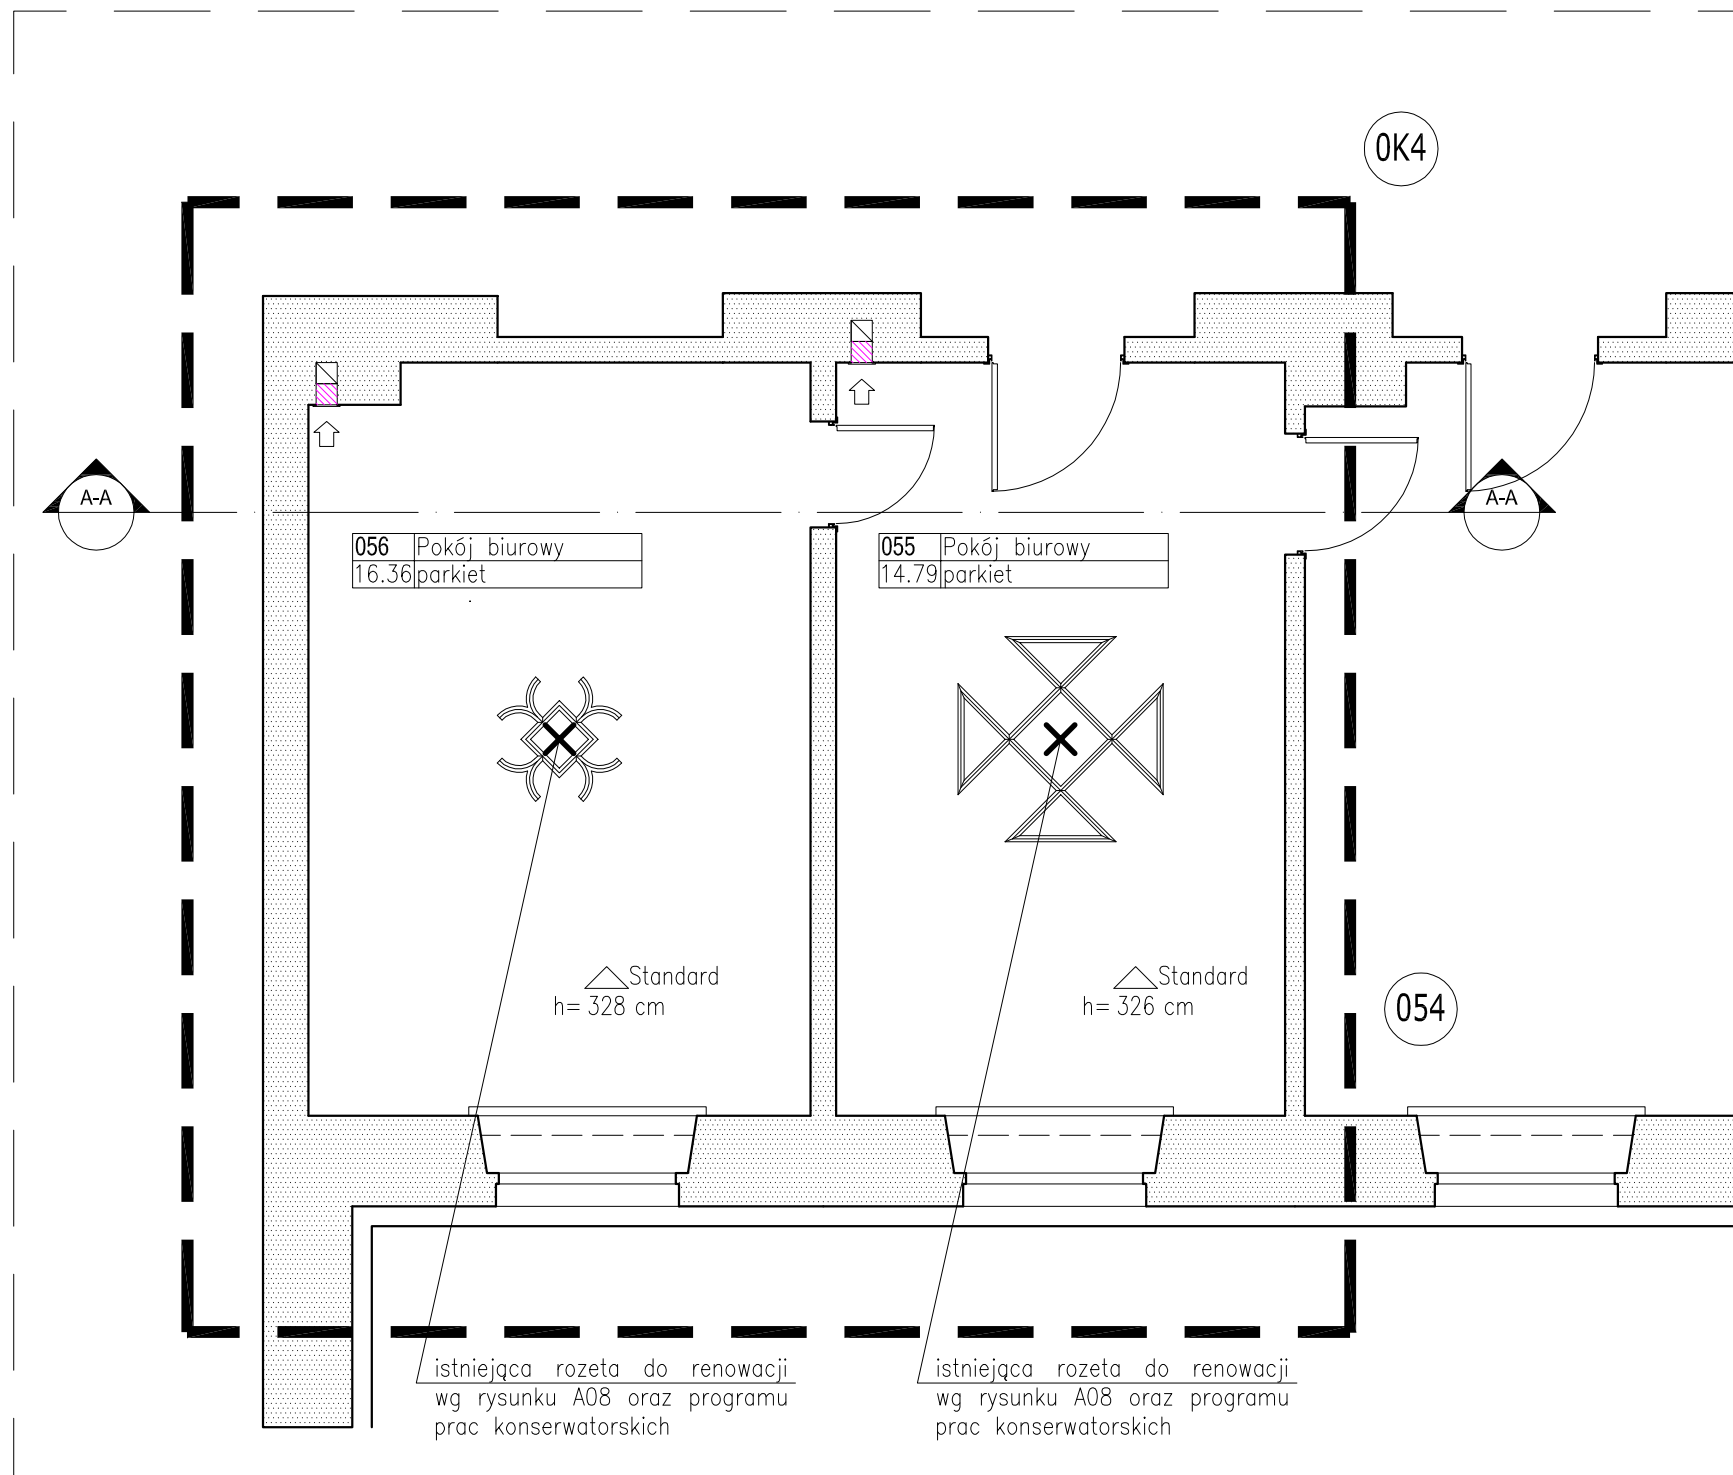 0K4
A-A
A-A
056 Pokój biurowy
16.36 parkiet
055 Pokój biurowy
14.79 parkiet
Standard
h= 328 cm
Standard
h= 326 cm
054
istniejąca rozeta do renowacji
wg rysunku A08 oraz programu
prac konserwatorskich
istniejąca rozeta do renowacji
wg rysunku A08 oraz programu
prac konserwatorskich